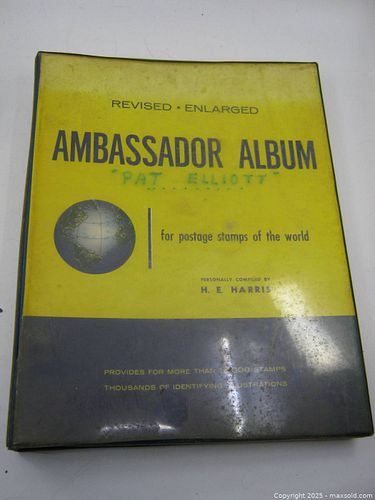 REVISED • ENLARGED
AMBASSADOR ALBUM
"PAT ELLIOTT"
for postage stamps of the world
PERSONALLY COMPILED BY
H. E. HARRIS
PROVIDES FOR MORE THAN STAMPS
THOUSANDS OF IDENTIFYING ILLUSTRATIONS
Copyright 2025 - maxsold.com